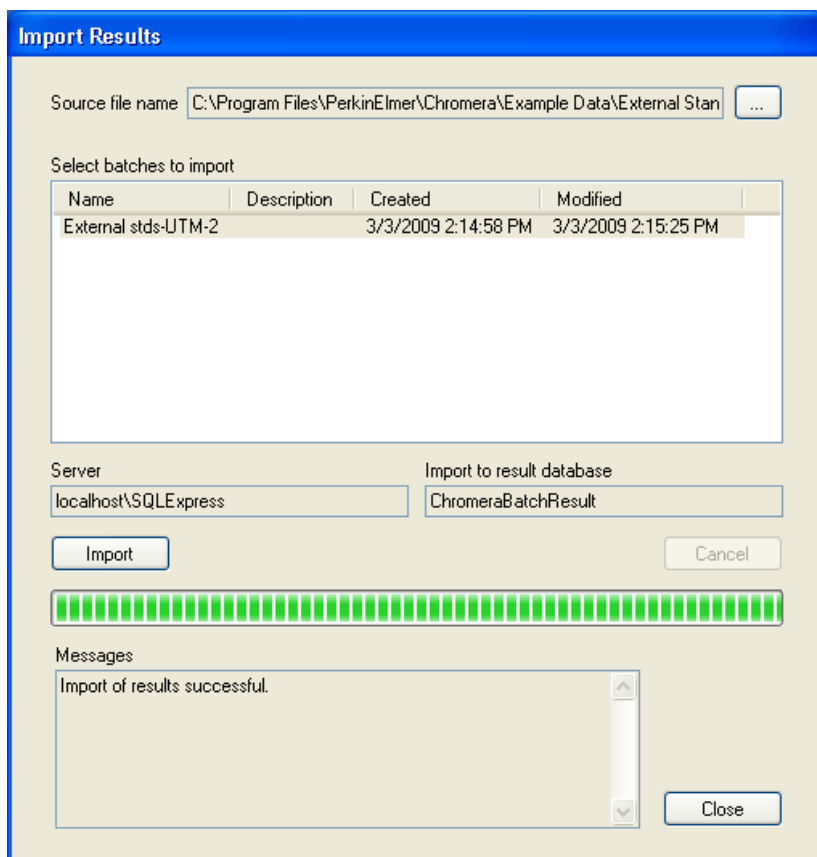 Import Results
Source file name C:\Program Files\PerkinElmer\Chromera\Example Data\External Stan ...
Select batches to import
Name Description Created Modified
External stds-UTM-2 3/3/2009 2:14:58 PM 3/3/2009 2:15:25 PM
Server Import to result database
localhost\SQLExpress ChromeraBatchResult
Import Cancel
Messages
Import of results successful.
Close